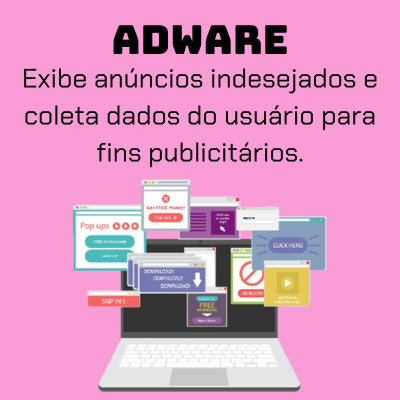 ADWARE
Exibe anúncios indesejados e
coleta dados do usuário para
fins publicitários.
Get FREE Money!
Pop ups
CLICK HERE!
DOWNLOAD!
DOWNLOAD!
DOWNLOAD!
SKIP IN 5
FREE